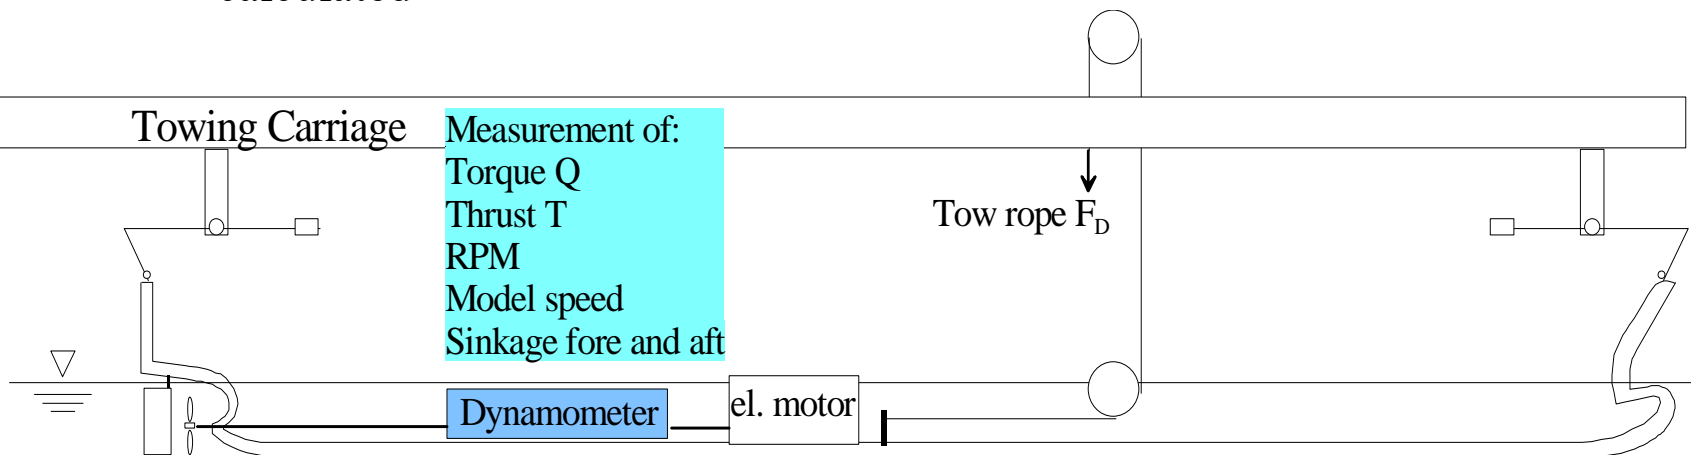 Towing Carriage
Measurement of:
Torque Q
Thrust T
RPM
Model speed
Sinkage fore and aft
Tow rope F_D
Dynamometer
el. motor